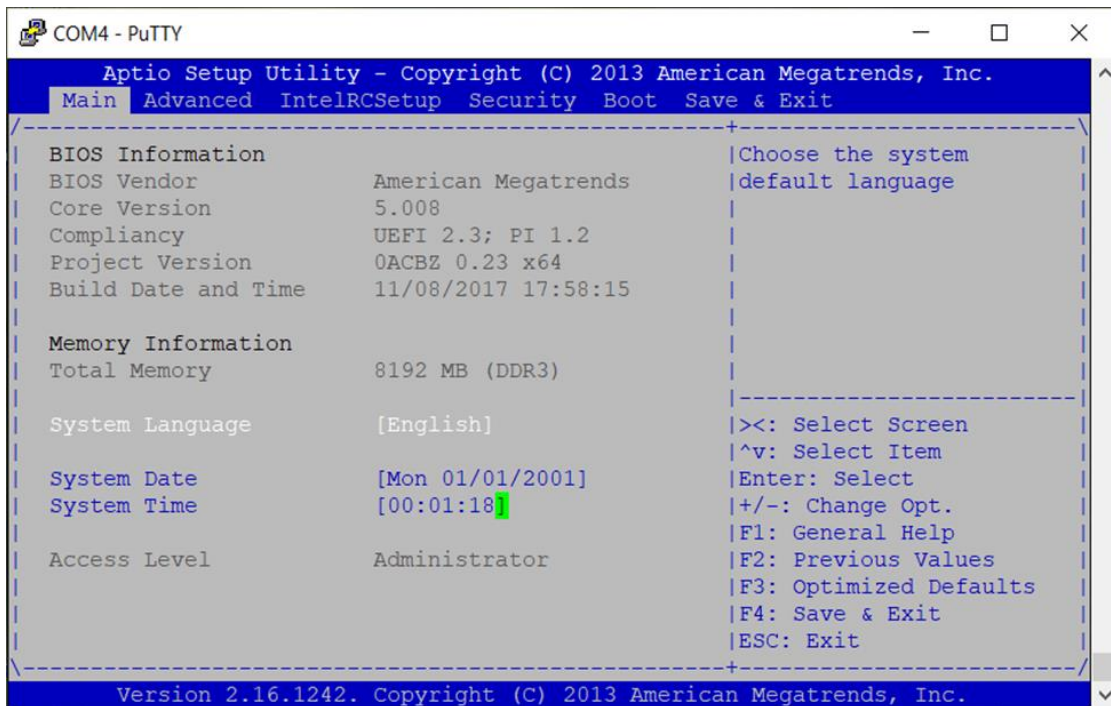 COM4 - PuTTY
Aptio Setup Utility - Copyright (C) 2013 American Megatrends, Inc.
Main Advanced IntelRCSetup Security Boot Save & Exit
/----------------------------------------------------+-------------------------\
| BIOS Information |Choose the system |
| BIOS Vendor American Megatrends |default language |
| Core Version 5.008 | |
| Compliancy UEFI 2.3; PI 1.2 | |
| Project Version 0ACBZ 0.23 x64 | |
| Build Date and Time 11/08/2017 17:58:15 | |
| | |
| Memory Information | |
| Total Memory 8192 MB (DDR3) | |
| |-------------------------|
| System Language [English] |><: Select Screen |
| |^v: Select Item |
| System Date [Mon 01/01/2001] |Enter: Select |
| System Time [00:01:18] |+/-: Change Opt. |
| |F1: General Help |
| Access Level Administrator |F2: Previous Values |
| |F3: Optimized Defaults |
| |F4: Save & Exit |
| |ESC: Exit |
\----------------------------------------------------+-------------------------/
Version 2.16.1242. Copyright (C) 2013 American Megatrends, Inc.